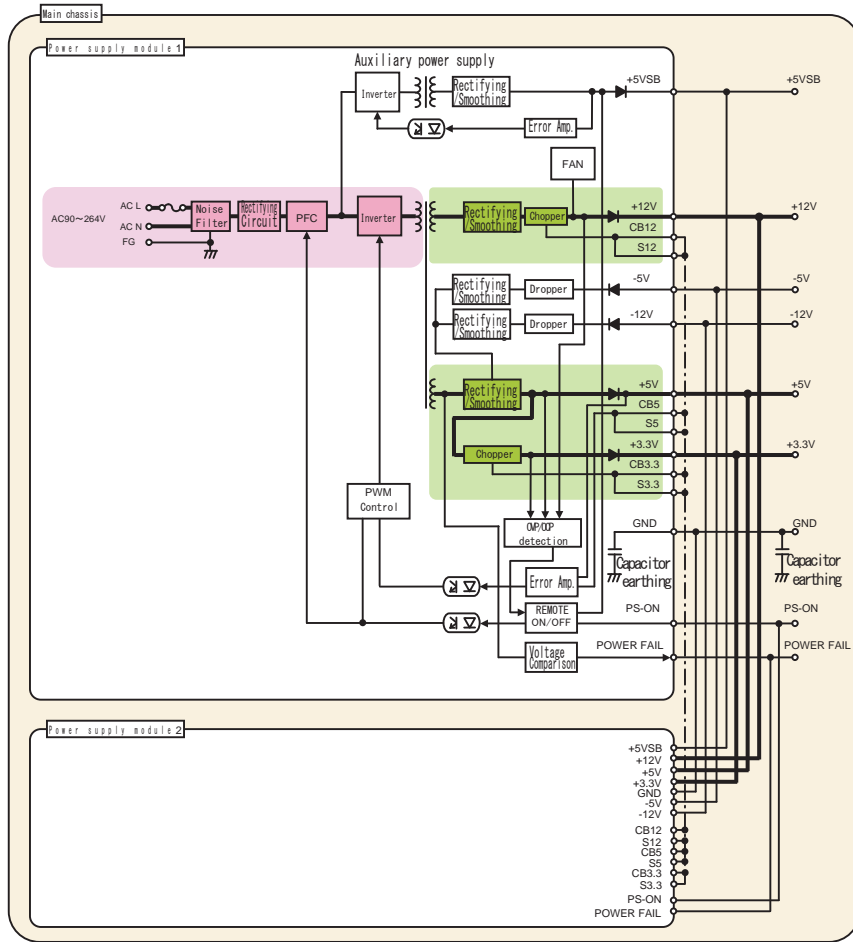 Main chassis
Power supply module 1
Auxiliary power supply
Inverter
Rectifying
/Smoothing
+5VSB
+5VSB
Error Amp.
FAN
AC90～264V
AC L
AC N
FG
Noise
Filter
Rectifying
Circuit
PFC
Inverter
Rectifying
/Smoothing
Chopper
+12V
CB12
S12
+12V
Rectifying
/Smoothing
Dropper
-5V
-5V
Rectifying
/Smoothing
Dropper
-12V
-12V
Rectifying
/Smoothing
+5V
CB5
S5
+5V
Chopper
+3.3V
CB3.3
S3.3
+3.3V
PWM
Control
OVP/OCP
detection
GND
GND
Capacitor
earthing
Capacitor
earthing
Error Amp.
REMOTE
ON/OFF
PS-ON
PS-ON
Voltage
Comparison
POWER FAIL
POWER FAIL
Power supply module 2
+5VSB
+12V
+5V
+3.3V
GND
-5V
-12V
CB12
S12
CB5
S5
CB3.3
S3.3
PS-ON
POWER FAIL